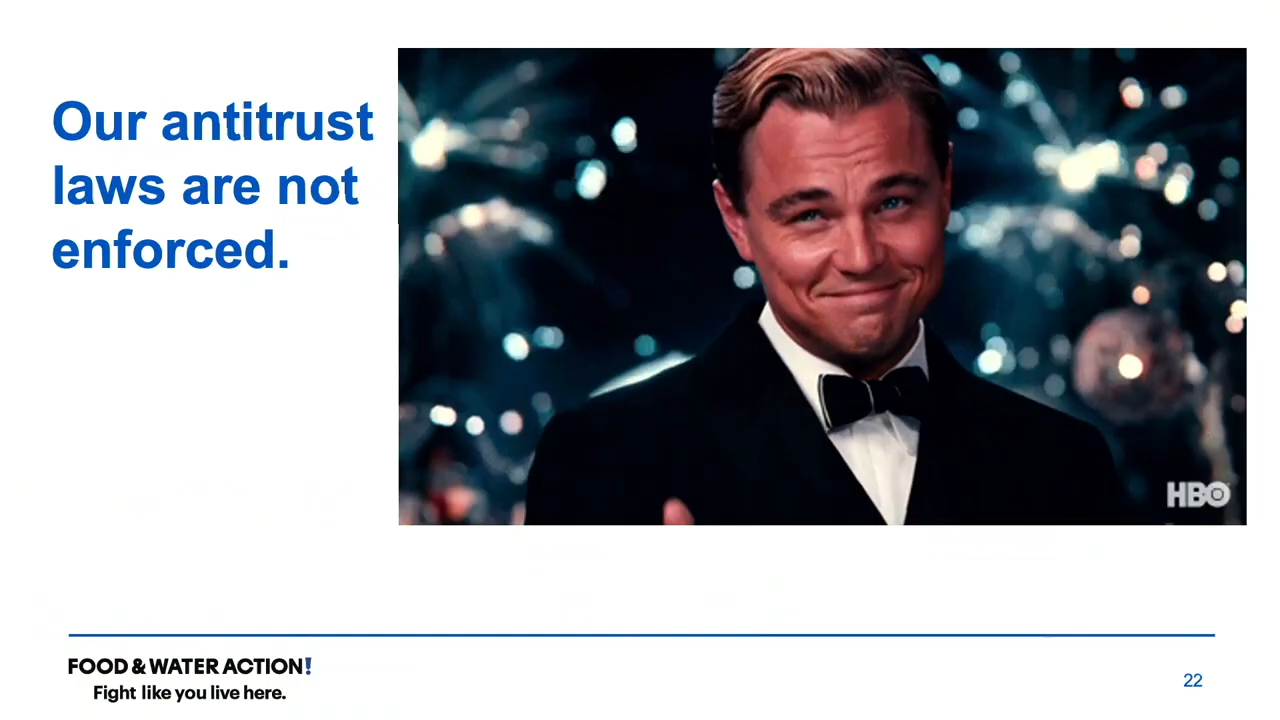 Our antitrust
laws are not
enforced.
HBO
FOOD & WATER ACTION!
Fight like you live here.
22